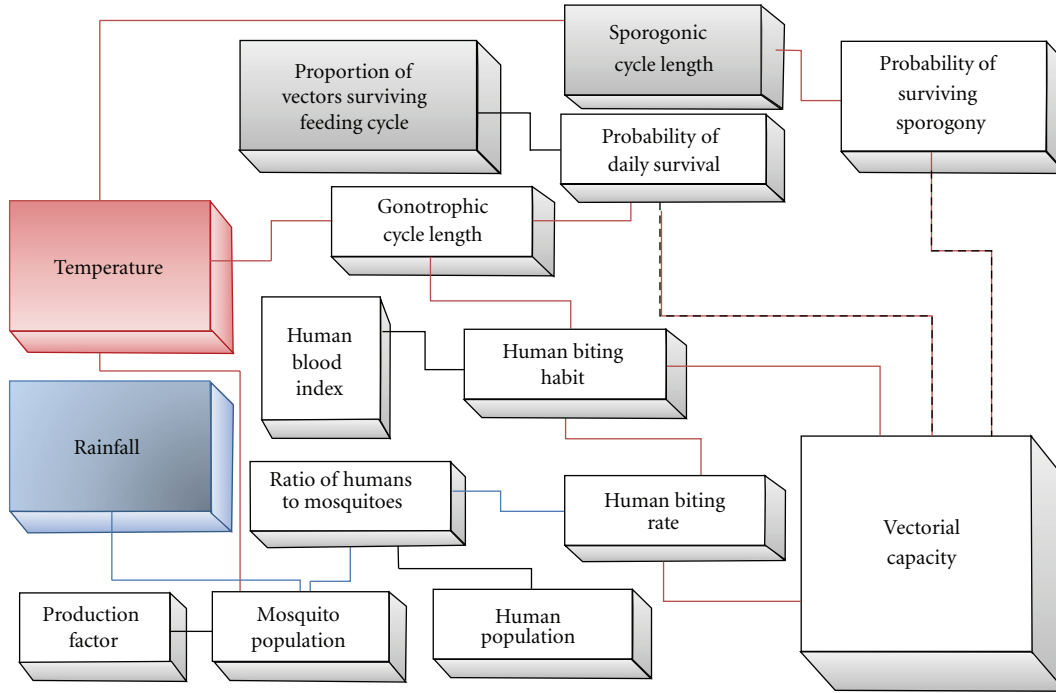 Sporogonic
cycle length
Proportion of
vectors surviving
feeding cycle
Probability of
surviving
sporogony
Probability of
daily survival
Gonotrophic
cycle length
Temperature
Human
blood
index
Human biting
habit
Rainfall
Ratio of humans
to mosquitoes
Human biting
rate
Vectorial
capacity
Production
factor
Mosquito
population
Human
population